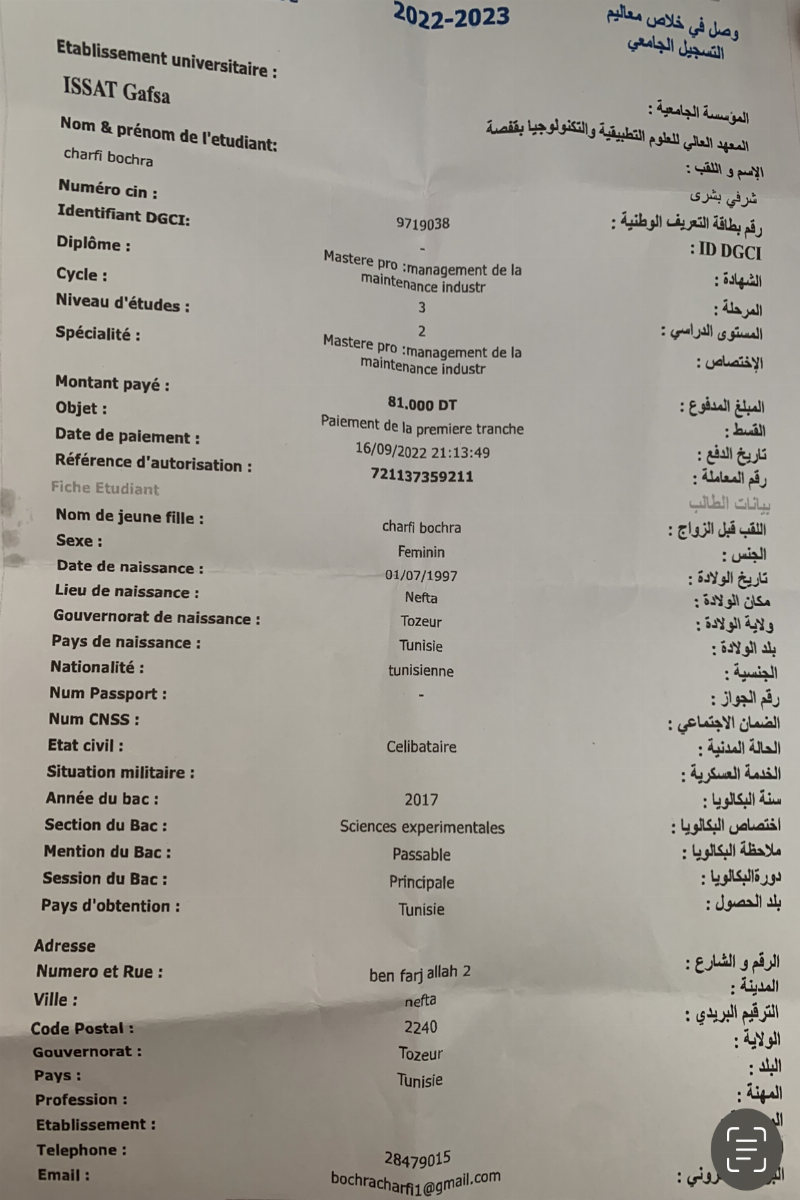 2022-2023
وصل في خلاص معاليم
التسجيل الجامعي
Etablissement universitaire :
ISSAT Gafsa
المؤسسة الجامعية :
المعهد العالي للعلوم التطبيقية والتكنولوجيا بقفصة
Nom & prénom de l'etudiant:
الإسم و اللقب :
charfi bochra
شرفي بشرى
Numéro cin : 9719038 رقم بطاقة التعريف الوطنية :
Identifiant DGCI: - ID DGCI :
Diplôme : Mastere pro :management de la الشهادة :
maintenance industr
Cycle : 3 المرحلة :
Niveau d'études : 2 المستوى الدراسي :
Spécialité : Mastere pro :management de la الإختصاص :
maintenance industr
Montant payé : 81.000 DT المبلغ المدفوع :
Objet : Paiement de la premiere tranche القسط :
Date de paiement : 16/09/2022 21:13:49 تاريخ الدفع :
Référence d'autorisation : 721137359211 رقم المعاملة :
Fiche Etudiant بيانات الطالب
Nom de jeune fille : charfi bochra اللقب قبل الزواج :
Sexe : Feminin الجنس :
Date de naissance : 01/07/1997 تاريخ الولادة :
Lieu de naissance : Nefta مكان الولادة :
Gouvernorat de naissance : Tozeur ولاية الولادة :
Pays de naissance : Tunisie بلد الولادة :
Nationalité : tunisienne الجنسية :
Num Passport : - رقم الجواز :
Num CNSS : الضمان الاجتماعي :
Etat civil : Celibataire الحالة المدنية :
Situation militaire : الخدمة العسكرية :
Année du bac : 2017 سنة البكالويا :
Section du Bac : Sciences experimentales اختصاص البكالويا :
Mention du Bac : Passable ملاحظة البكالويا :
Session du Bac : Principale دورةالبكالويا :
Pays d'obtention : Tunisie بلد الحصول :
Adresse
Numero et Rue : ben farj allah 2 الرقم و الشارع :
Ville : nefta المدينة :
Code Postal : 2240 الترقيم البريدي :
Gouvernorat : Tozeur الولاية :
Pays : Tunisie البلد :
Profession : المهنة :
Etablissement :
Telephone : 28479015
Email : bochracharfi1@gmail.com